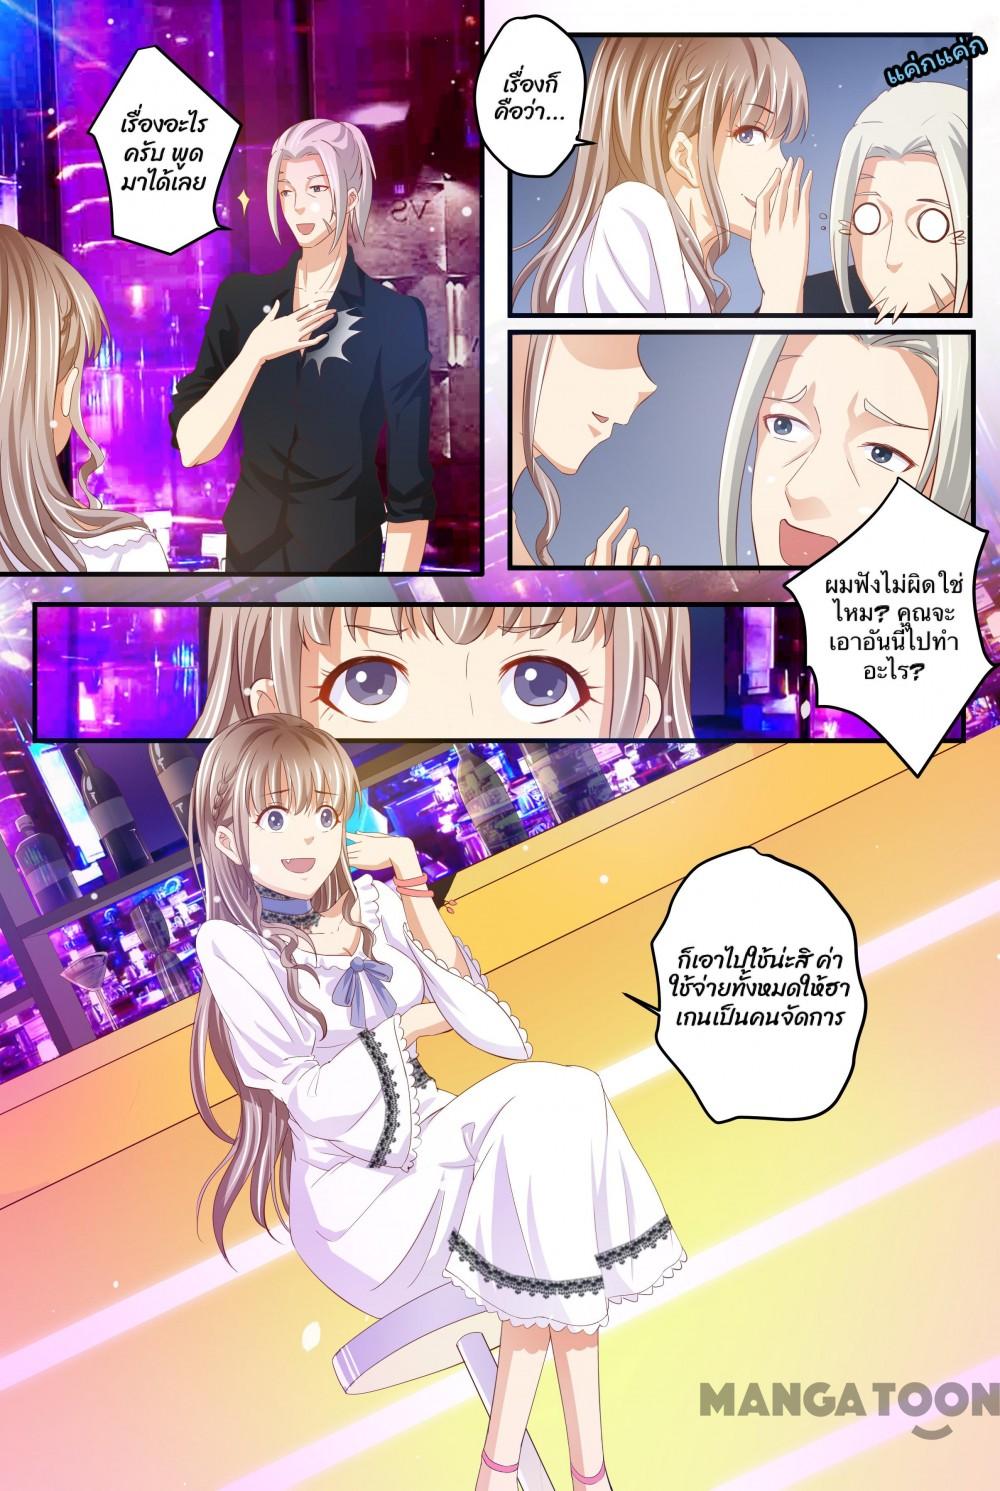 เรื่องอะไร
ครับ พูด
มาได้เลย
เรื่องก็
คือว่า...
แค่กแค่ก
ผมฟังไม่ผิด ใช่
ไหม? คุณจะ
เอาอันนี้ไปทำ
อะไร?
ก็เอาไปใช้น่ะสิ ค่า
ใช้จ่ายทั้งหมดให้ฮา
เกนเป็นคนจัดการ
MANGATOON